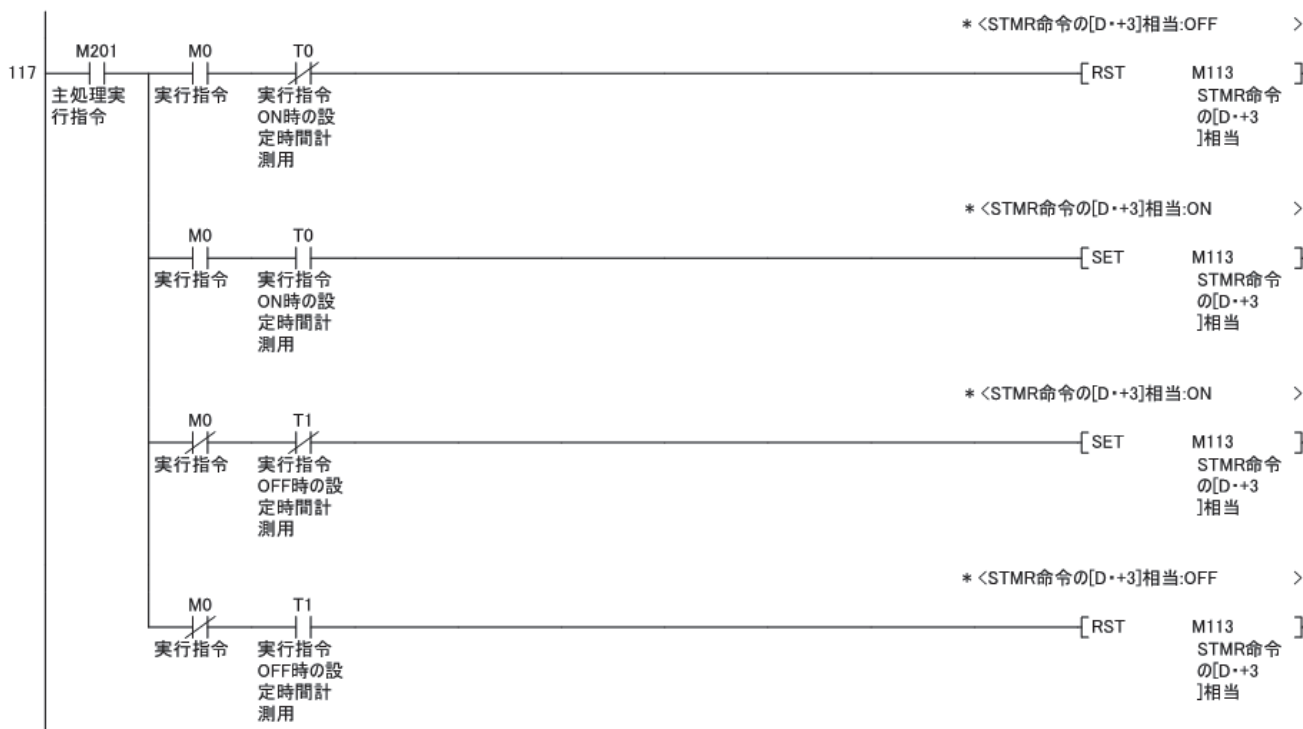 * <STMR命令の[D・+3]相当:OFF >
M201 M0 T0
117 [RST M113 ]
主処理実 実行指令 実行指令 STMR命令
行指令 ON時の設 の[D・+3
定時間計 ]相当
測用
* <STMR命令の[D・+3]相当:ON >
M0 T0
[SET M113 ]
実行指令 実行指令 STMR命令
ON時の設 の[D・+3
定時間計 ]相当
測用
* <STMR命令の[D・+3]相当:ON >
M0 T1
[SET M113 ]
実行指令 実行指令 STMR命令
OFF時の設 の[D・+3
定時間計 ]相当
測用
* <STMR命令の[D・+3]相当:OFF >
M0 T1
[RST M113 ]
実行指令 実行指令 STMR命令
OFF時の設 の[D・+3
定時間計 ]相当
測用